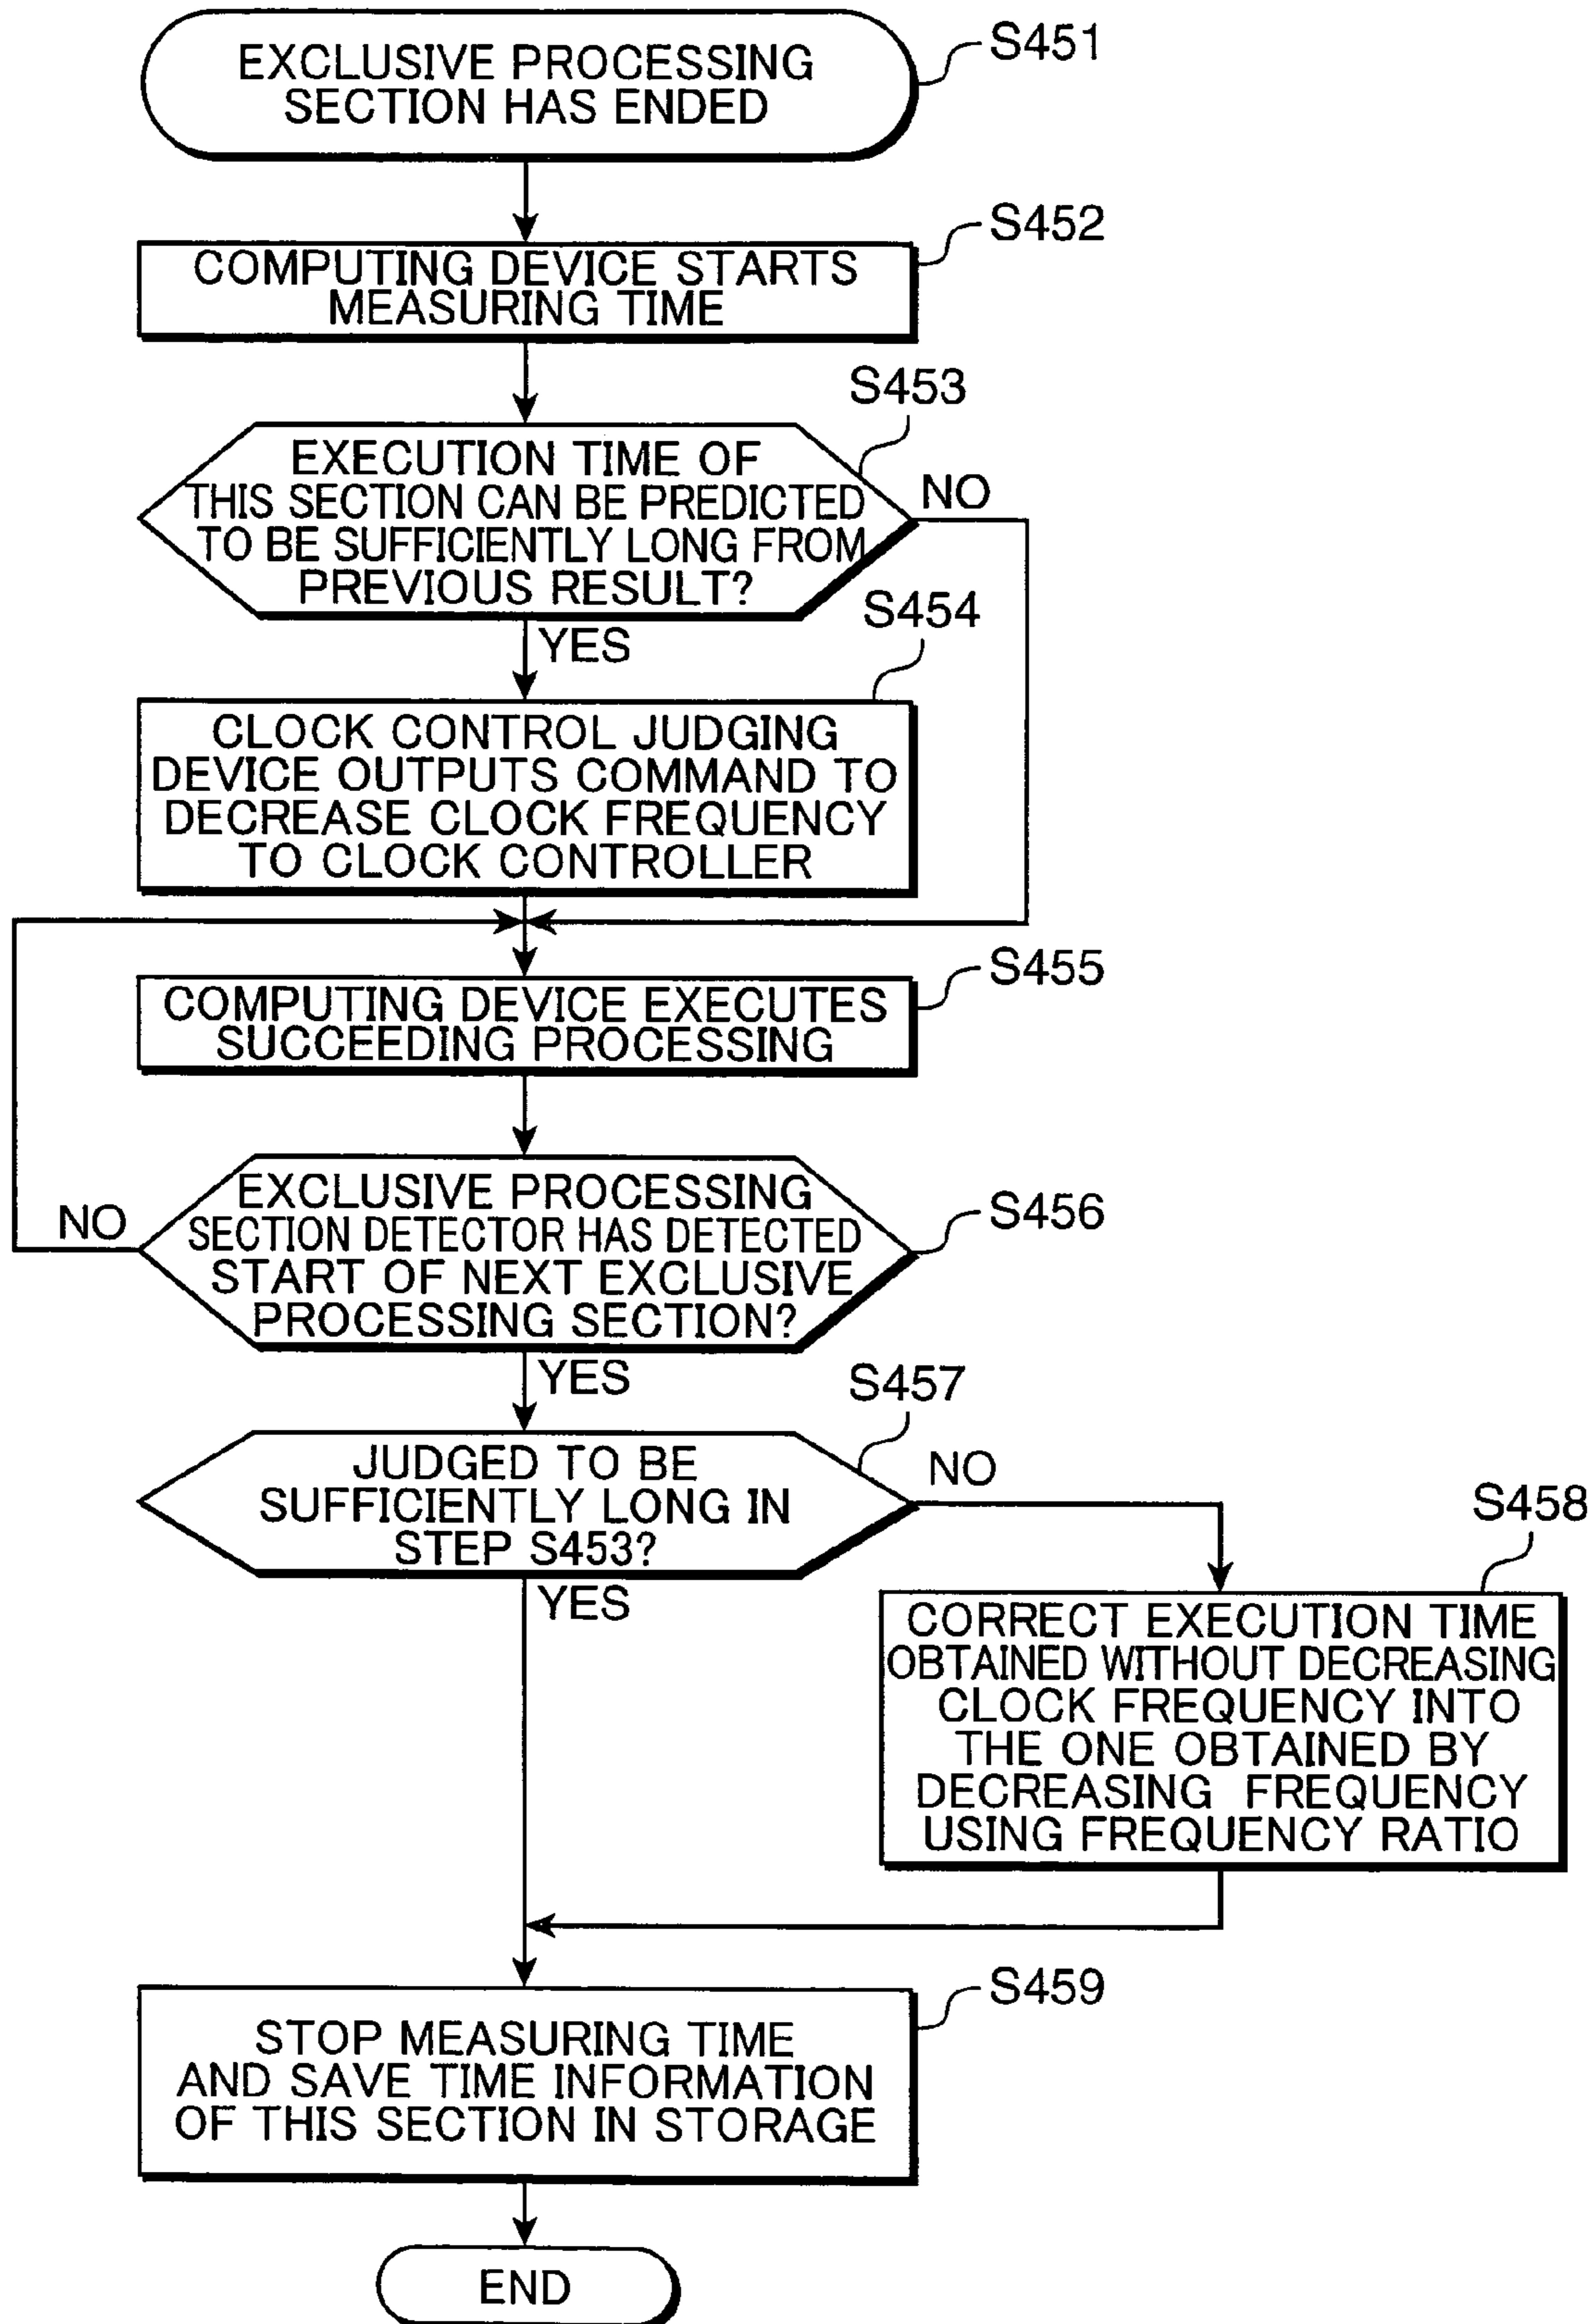 EXCLUSIVE PROCESSING
SECTION HAS ENDED
S451
COMPUTING DEVICE STARTS
MEASURING TIME
S452
S453
EXECUTION TIME OF
THIS SECTION CAN BE PREDICTED
TO BE SUFFICIENTLY LONG FROM
PREVIOUS RESULT?
NO
YES
S454
CLOCK CONTROL JUDGING
DEVICE OUTPUTS COMMAND TO
DECREASE CLOCK FREQUENCY
TO CLOCK CONTROLLER
S455
COMPUTING DEVICE EXECUTES
SUCCEEDING PROCESSING
EXCLUSIVE PROCESSING
SECTION DETECTOR HAS DETECTED
START OF NEXT EXCLUSIVE
PROCESSING SECTION?
S456
NO
YES
S457
JUDGED TO BE
SUFFICIENTLY LONG IN
STEP S453?
NO
YES
S458
CORRECT EXECUTION TIME
OBTAINED WITHOUT DECREASING
CLOCK FREQUENCY INTO
THE ONE OBTAINED BY
DECREASING FREQUENCY
USING FREQUENCY RATIO
S459
STOP MEASURING TIME
AND SAVE TIME INFORMATION
OF THIS SECTION IN STORAGE
END